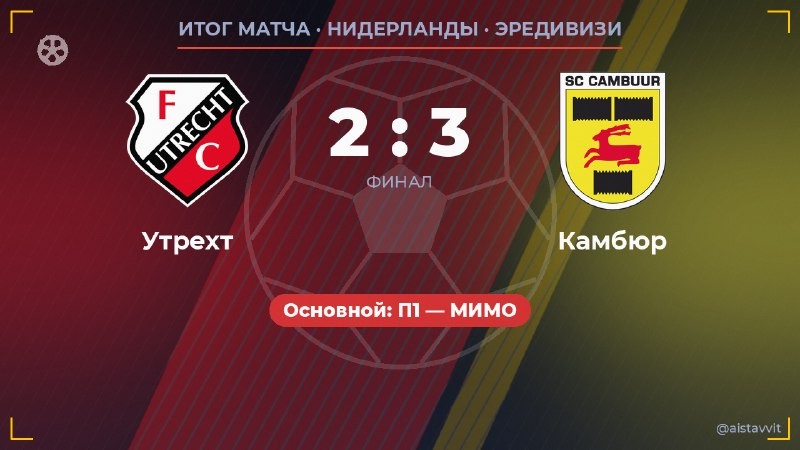 ИТОГ МАТЧА · НИДЕРЛАНДЫ · ЭРЕДИВИЗИ
F
UTRECHT
C
SC CAMBUUR
2 : 3
ФИНАЛ
Утрехт
Камбюр
Основной: П1 — МИМО
@aistavvit